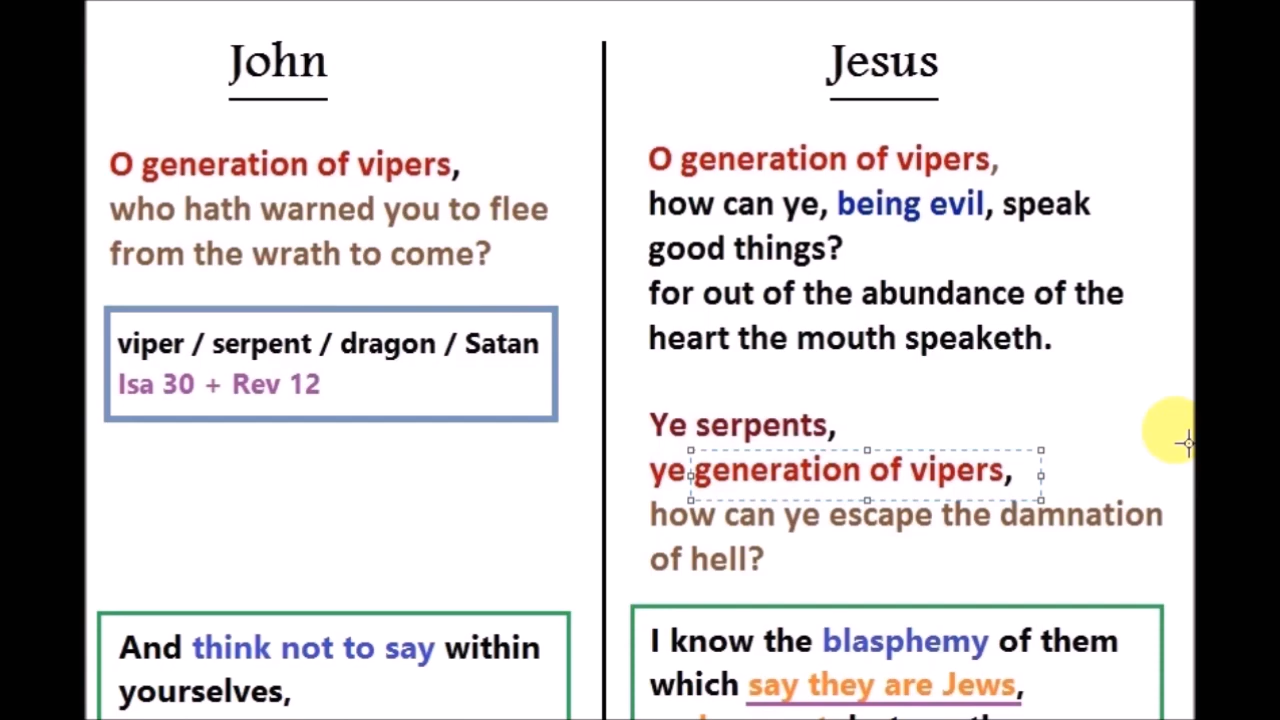 John
O generation of vipers,
who hath warned you to flee
from the wrath to come?
viper / serpent / dragon / Satan
Isa 30 + Rev 12
And think not to say within
yourselves,
Jesus
O generation of vipers,
how can ye, being evil, speak
good things?
for out of the abundance of the
heart the mouth speaketh.
Ye serpents,
ye generation of vipers,
how can ye escape the damnation
of hell?
I know the blasphemy of them
which say they are Jews,